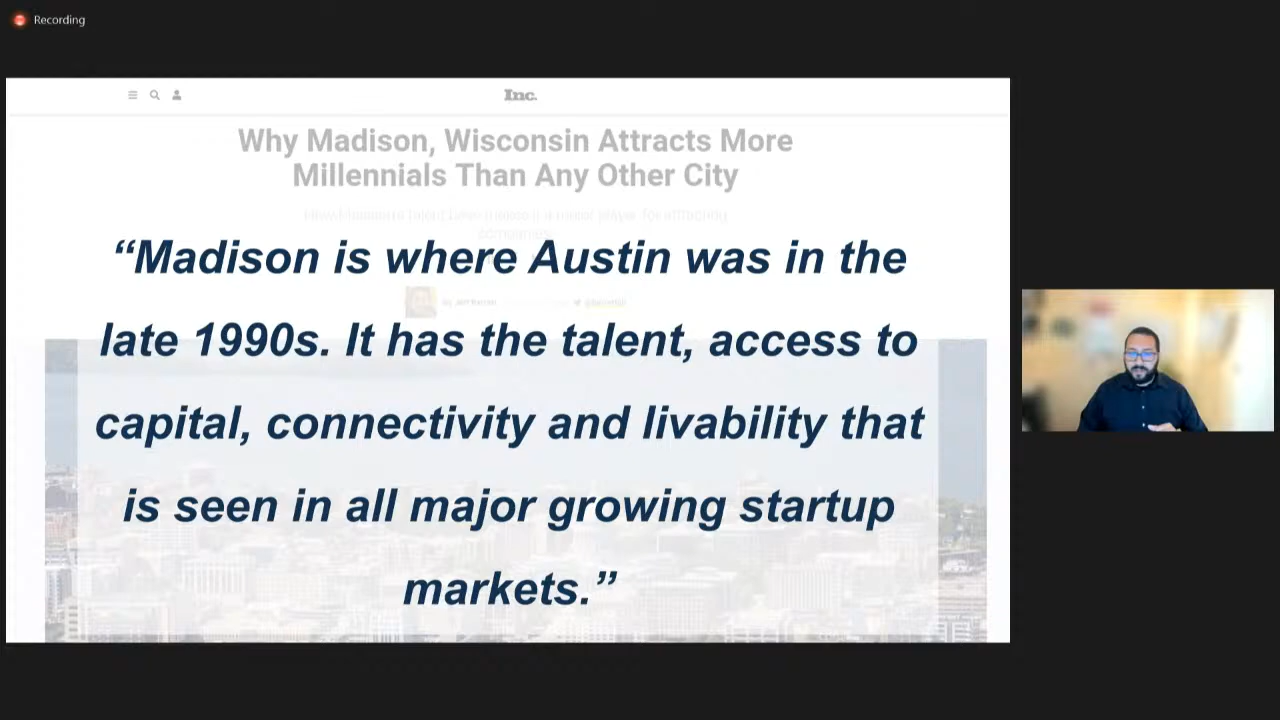 Recording
Inc.
Why Madison, Wisconsin Attracts More
Millennials Than Any Other City
companies
“Madison is where Austin was in the
late 1990s. It has the talent, access to
capital, connectivity and livability that
is seen in all major growing startup
markets.”